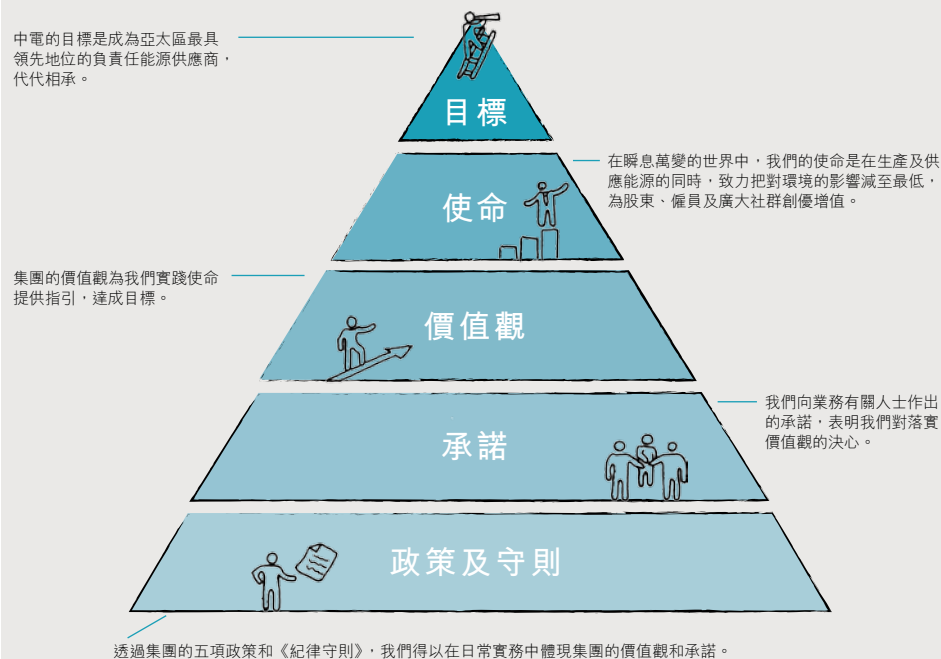 中電的目標是成為亞太區最具
領先地位的負責任能源供應商，
代代相承。
目標
在瞬息萬變的世界中，我們的使命是在生產及供
應能源的同時，致力把對環境的影響減至最低，
為股東、僱員及廣大社群創優增值。
使命
集團的價值觀為我們實踐使命
提供指引，達成目標。
價值觀
我們向業務有關人士作出
的承諾，表明我們對落實
價值觀的決心。
承諾
政策及守則
透過集團的五項政策和《紀律守則》，我們得以在日常實務中體現集團的價值觀和承諾。